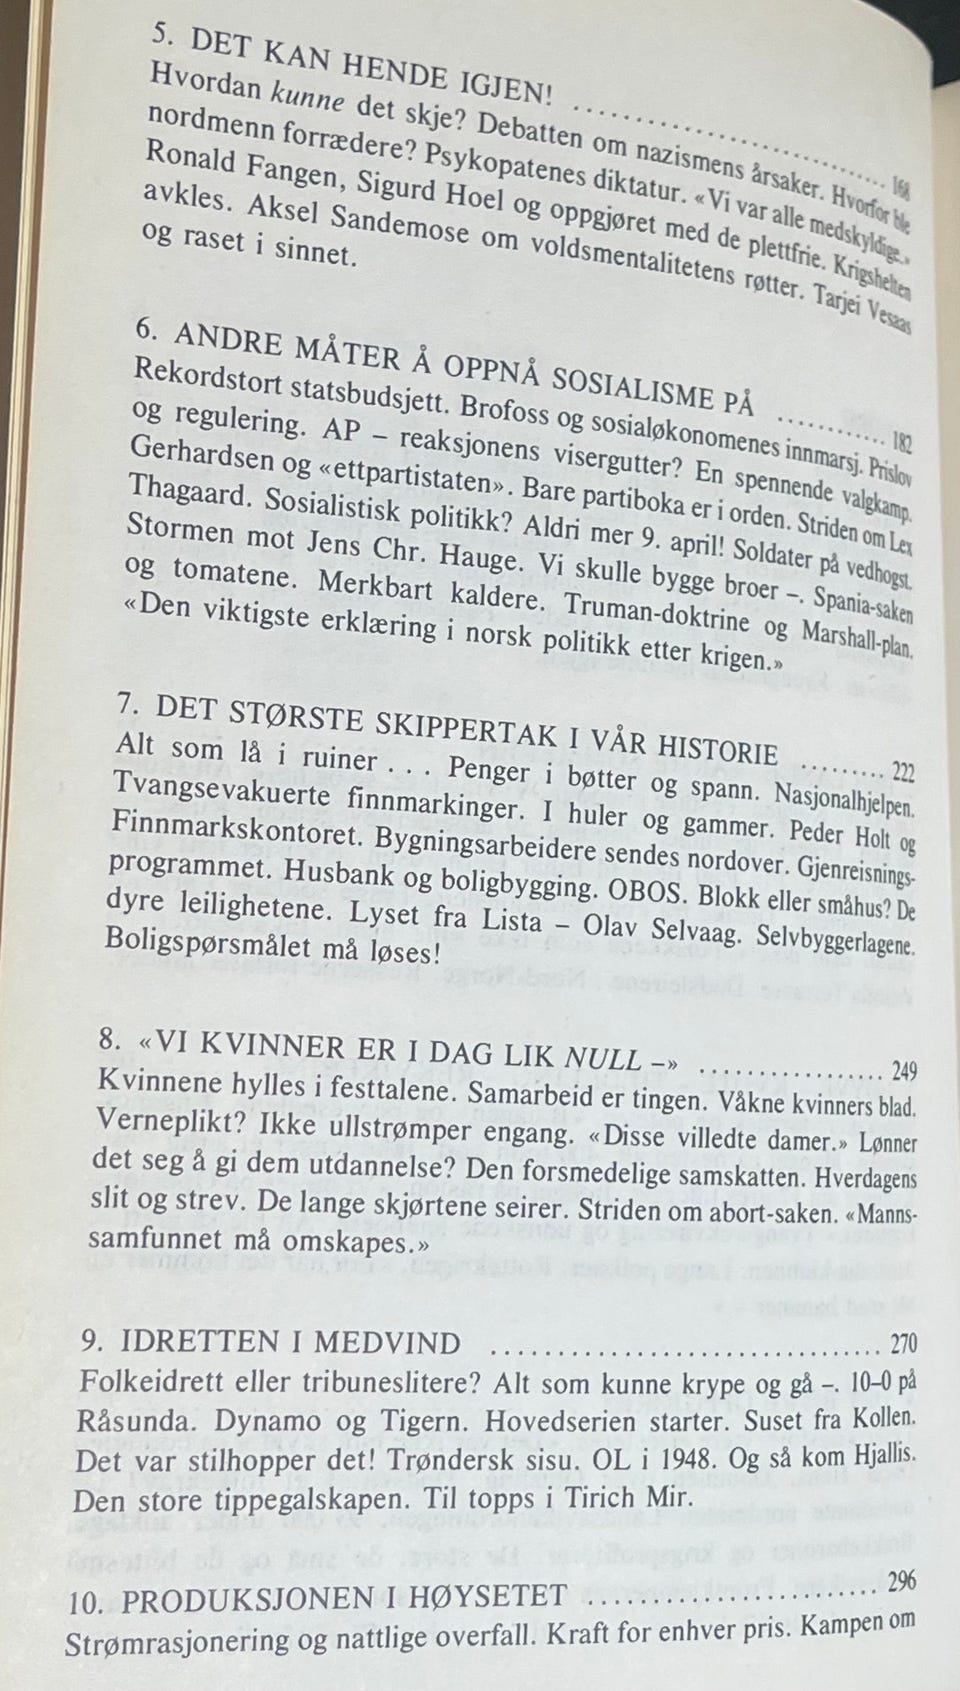 5. DET KAN HENDE IGJEN! ........................ 168
Hvordan kunne det skje? Debatten om nazismens årsaker. Hvorfor ble
nordmenn forrædere? Psykopatenes diktatur. «Vi var alle medskyldige.»
Ronald Fangen, Sigurd Hoel og oppgjøret med de plettfrie. Krigshelten
avkles. Aksel Sandemose om voldsmentalitetens røtter. Tarjei Vesaas
og raset i sinnet.
6. ANDRE MÅTER Å OPPNÅ SOSIALISME PÅ ............ 182
Rekordstort statsbudsjett. Brofoss og sosialøkonomenes innmarsj. Prislov
og regulering. AP – reaksjonens visergutter? En spennende valgkamp.
Gerhardsen og «ettpartistaten». Bare partiboka er i orden. Striden om Lex
Thagaard. Sosialistisk politikk? Aldri mer 9. april! Soldater på vedhogst.
Stormen mot Jens Chr. Hauge. Vi skulle bygge broer –. Spania-saken
og tomatene. Merkbart kaldere. Truman-doktrine og Marshall-plan.
«Den viktigste erklæring i norsk politikk etter krigen.»
7. DET STØRSTE SKIPPERTAK I VÅR HISTORIE ......... 222
Alt som lå i ruiner . . . Penger i bøtter og spann. Nasjonalhjelpen.
Tvangsevakuerte finnmarkinger. I huler og gammer. Peder Holt og
Finnmarkskontoret. Bygningsarbeidere sendes nordover. Gjenreisnings-
programmet. Husbank og boligbygging. OBOS. Blokk eller småhus? De
dyre leilighetene. Lyset fra Lista – Olav Selvaag. Selvbyggerlagene.
Boligspørsmålet må løses!
8. «VI KVINNER ER I DAG LIK NULL –» ................ 249
Kvinnene hylles i festtalene. Samarbeid er tingen. Våkne kvinners blad.
Verneplikt? Ikke ullstrømper engang. «Disse villedte damer.» Lønner
det seg å gi dem utdannelse? Den forsmedelige samskatten. Hverdagens
slit og strev. De lange skjørtene seirer. Striden om abort-saken. «Manns-
samfunnet må omskapes.»
9. IDRETTEN I MEDVIND .............................. 270
Folkeidrett eller tribuneslitere? Alt som kunne krype og gå –. 10–0 på
Råsunda. Dynamo og Tigern. Hovedserien starter. Suset fra Kollen.
Det var stilhopper det! Trøndersk sisu. OL i 1948. Og så kom Hjallis.
Den store tippegalskapen. Til topps i Tirich Mir.
10. PRODUKSJONEN I HØYSETET ...................... 296
Strømrasjonering og nattlige overfall. Kraft for enhver pris. Kampen om